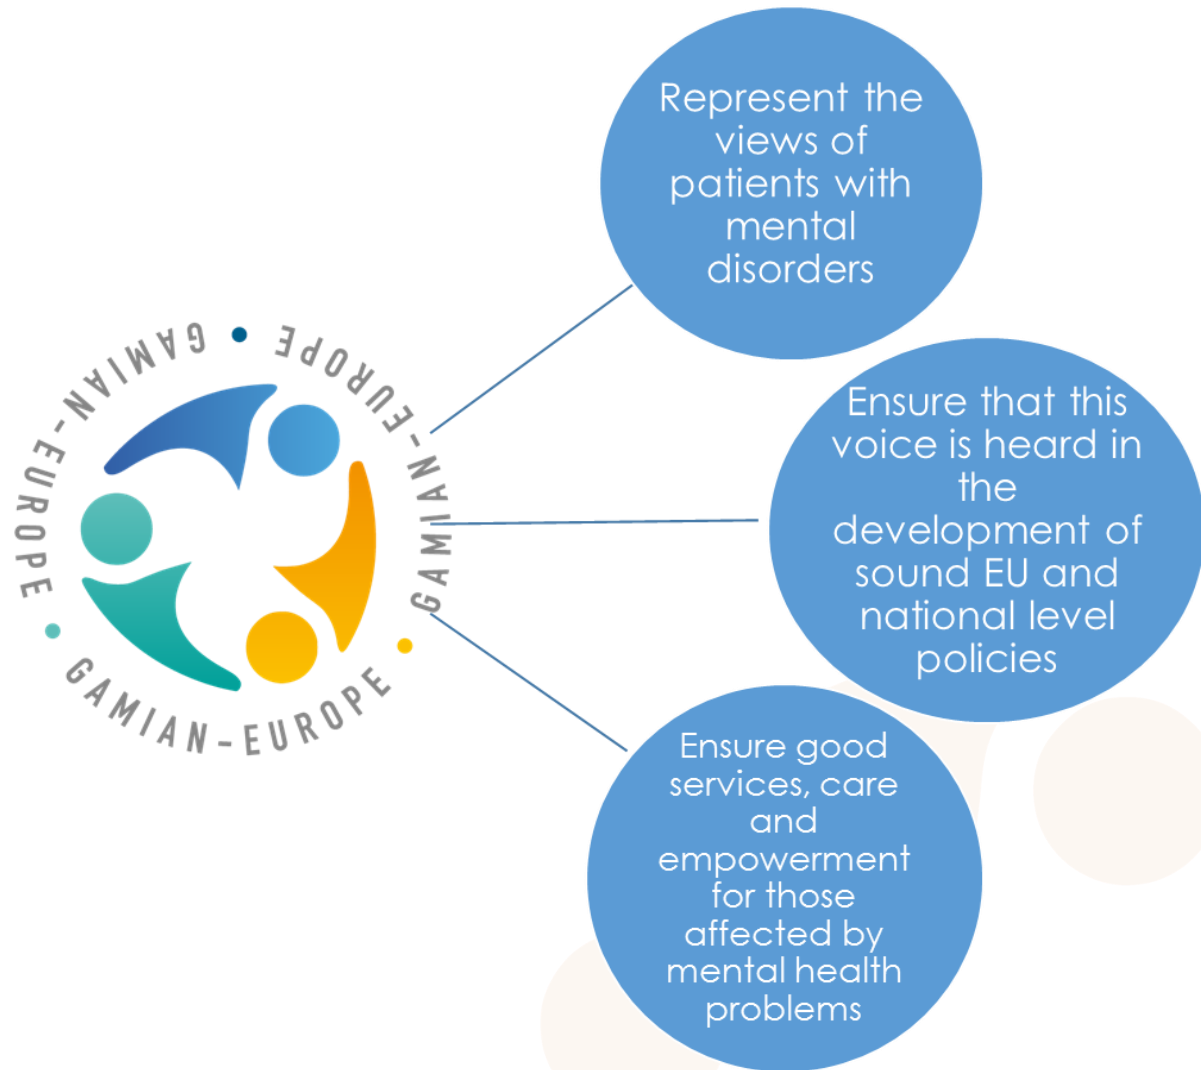 GAMIAN-EUROPE • GAMIAN-EUROPE • GAMIAN-EUROPE •
Represent the
views of
patients with
mental
disorders
Ensure that this
voice is heard in
the
development of
sound EU and
national level
policies
Ensure good
services, care
and
empowerment
for those
affected by
mental health
problems